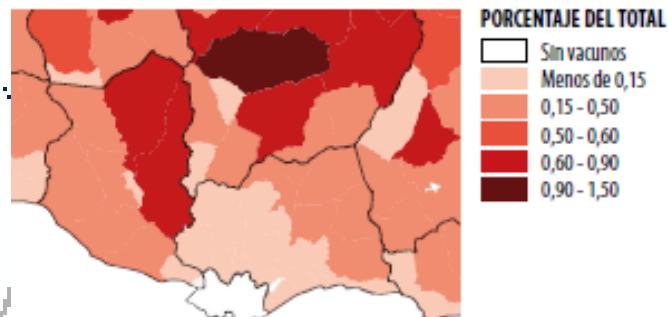 PORCENTAJE DEL TOTAL
Sin vacunos
Menos de 0,15
0,15 - 0,50
0,50 - 0,60
0,60 - 0,90
0,90 - 1,50